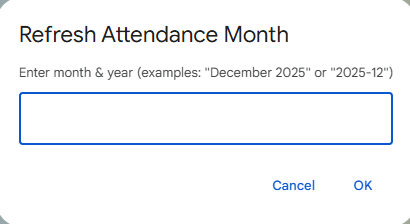 Refresh Attendance Month
Enter month & year (examples: "December 2025" or "2025-12")
Cancel
OK